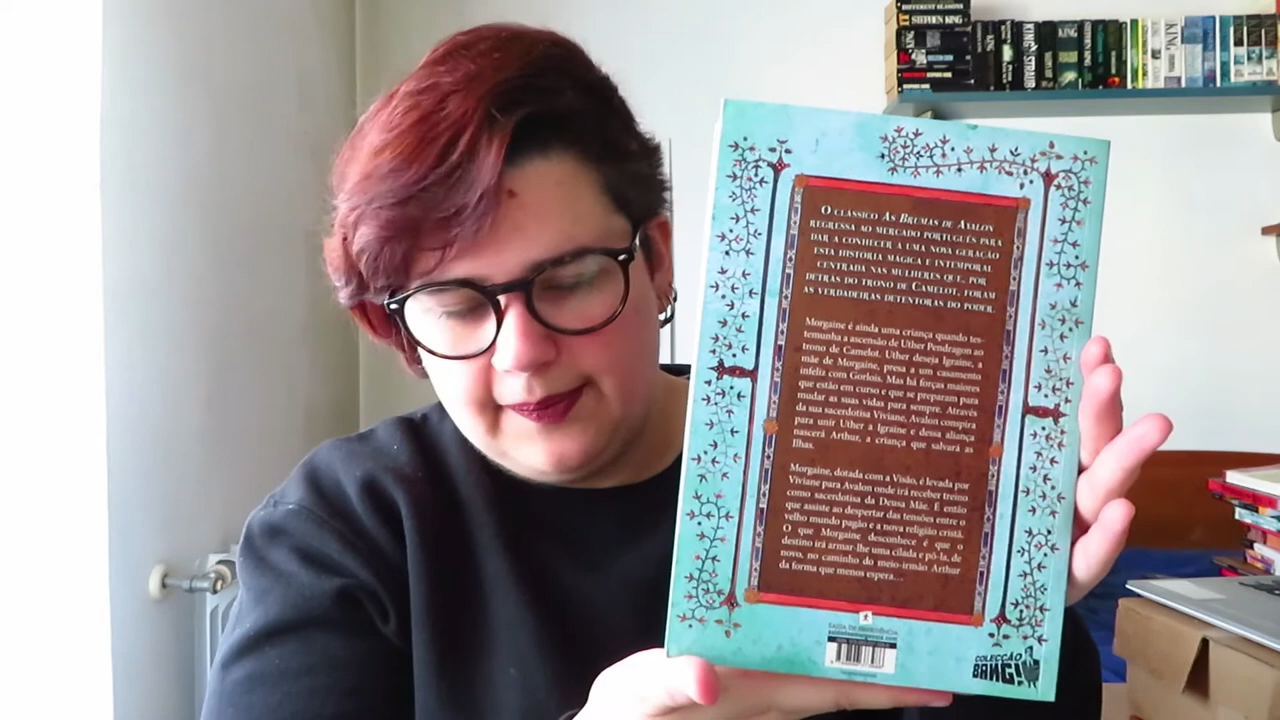 DIFFERENT SEASONS
STEPHEN KING
KING
STRAUB
KING
KING
O CLÁSSICO AS BRUMAS DE AVALON
REGRESSA AO MERCADO PORTUGUÊS PARA
DAR A CONHECER A UMA NOVA GERAÇÃO
ESTA HISTÓRIA MÁGICA E INTEMPORAL
CENTRADA NAS MULHERES QUE, POR
DETRÁS DO TRONO DE CAMELOT, FORAM
AS VERDADEIRAS DETENTORAS DO PODER.
Morgaine é ainda uma criança quando tes-
temunha a ascensão de Uther Pendragon ao
trono de Camelot. Uther deseja Igraine, a
mãe de Morgaine, presa a um casamento
infeliz com Gorlois. Mas há forças maiores
que estão em curso e que se preparam para
mudar as suas vidas para sempre. Através
da sua sacerdotisa Viviane, Avalon conspira
para unir Uther a Igraine e dessa aliança
nascerá Arthur, a criança que salvará as
Ilhas.
Morgaine, dotada com a Visão, é levada por
Viviane para Avalon onde irá receber treino
como sacerdotisa da Deusa Mãe. É então
que assiste ao despertar das tensões entre o
velho mundo pagão e a nova religião cristã.
O que Morgaine desconhece é que o
destino irá armar-lhe uma cilada e pô-la, de
novo, no caminho do meio-irmão Arthur
da forma que menos espera...
SAÍDA DE EMERGÊNCIA
COLECÇÃO
BANG!